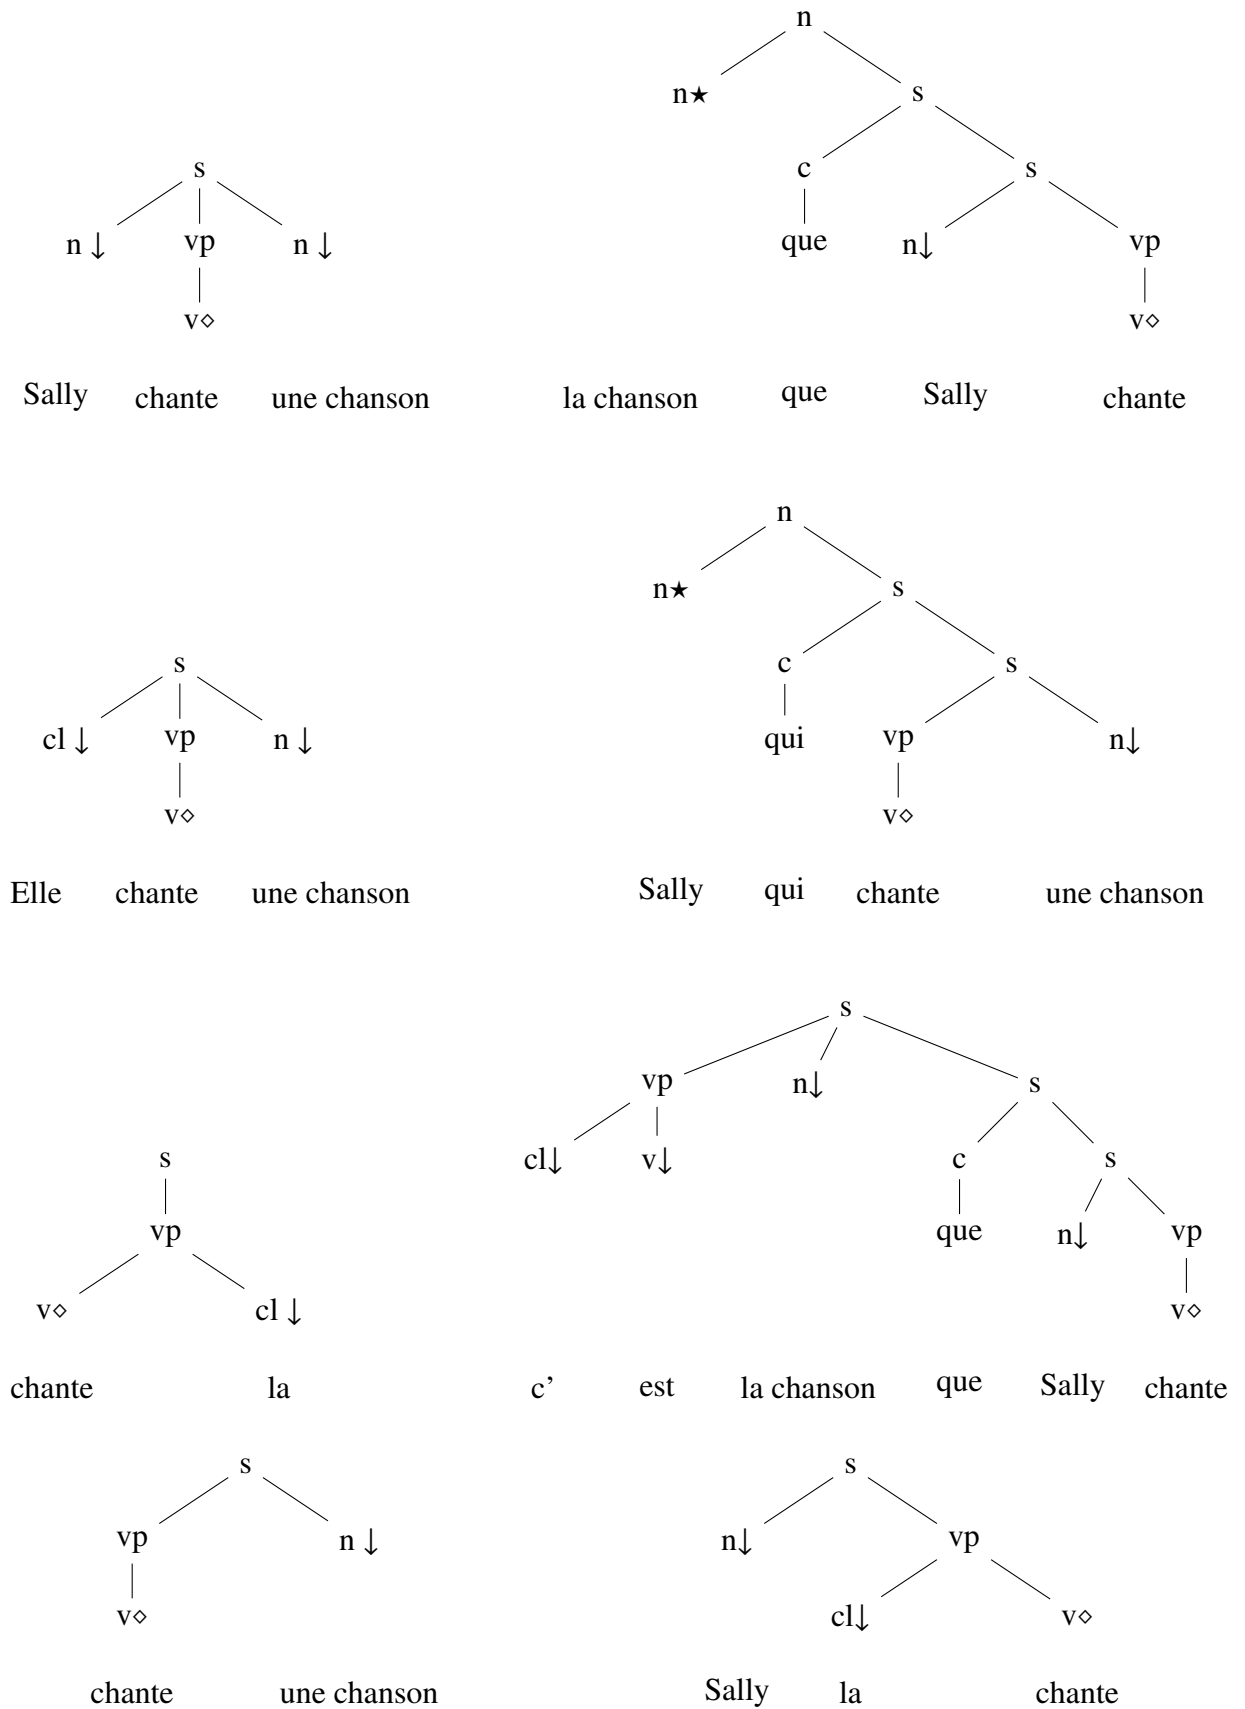 n
n★ s
s c s
n ↓ vp n ↓ que n↓ vp
v⋄ v⋄
Sally chante une chanson la chanson que Sally chante
n
n★ s
s c s
cl ↓ vp n ↓ qui vp n↓
v⋄ v⋄
Elle chante une chanson Sally qui chante une chanson
s
vp n↓ s
s cl↓ v↓ c s
vp que n↓ vp
v⋄ cl ↓ v⋄
chante la c’ est la chanson que Sally chante
s s
vp n ↓ n↓ vp
v⋄ cl↓ v⋄
chante une chanson Sally la chante